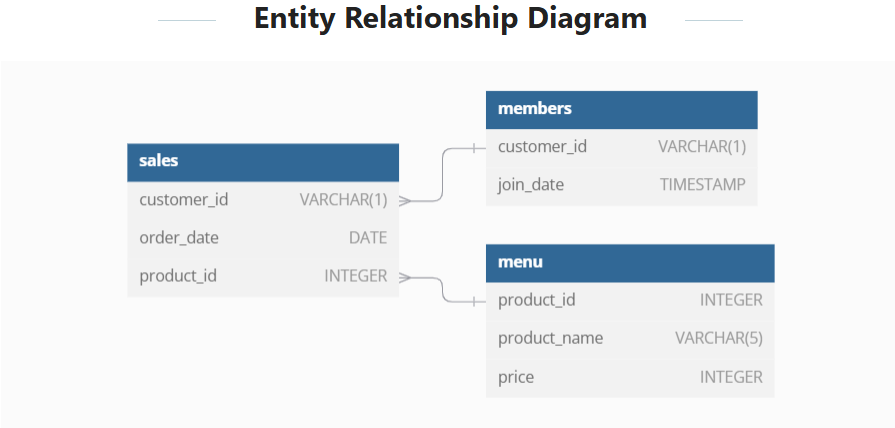 Entity Relationship Diagram
sales
customer_id VARCHAR(1)
order_date DATE
product_id INTEGER
members
customer_id VARCHAR(1)
join_date TIMESTAMP
menu
product_id INTEGER
product_name VARCHAR(5)
price INTEGER